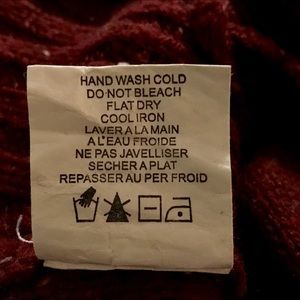 HAND WASH COLD
DO NOT BLEACH
FLAT DRY
COOL IRON
LAVER A LA MAIN
A L'EAU FROIDE
NE PAS JAVELLISER
SECHER A PLAT
REPASSER AU PER FROID